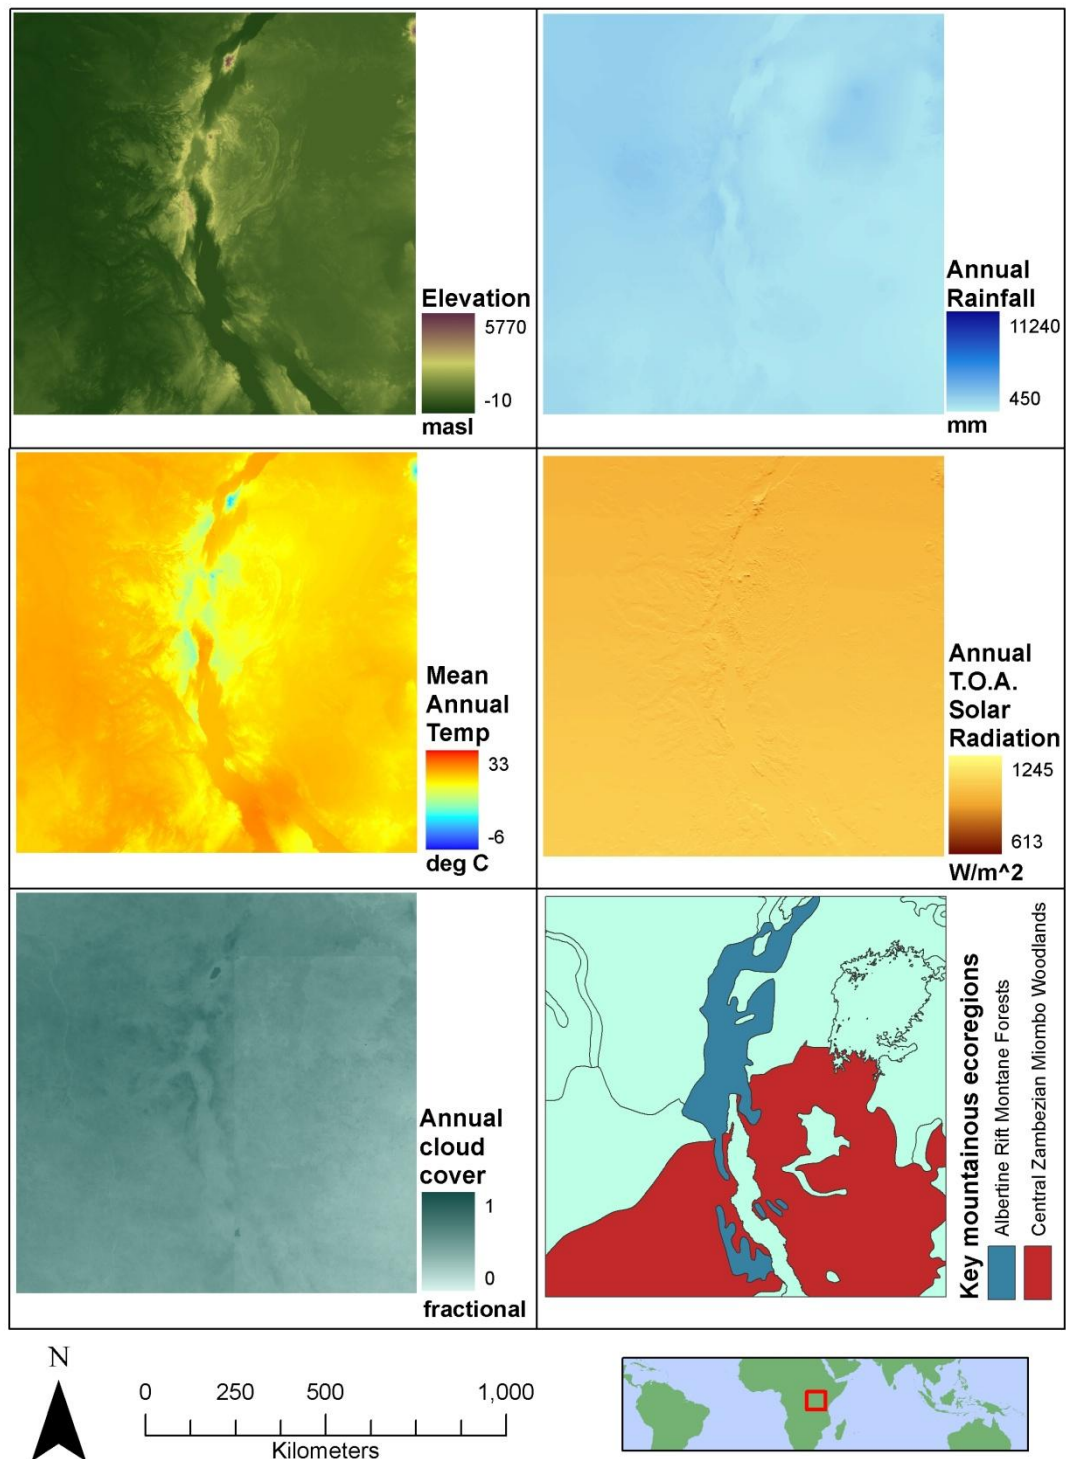 Elevation
5770
-10
masl
Annual
Rainfall
11240
450
mm
Mean
Annual
Temp
33
-6
deg C
Annual
T.O.A.
Solar
Radiation
1245
613
W/m^2
Annual
cloud
cover
1
0
fractional
Key mountainous ecoregions
Albertine Rift Montane Forests
Central Zambezian Miombo Woodlands
N
0 250 500 1,000
Kilometers